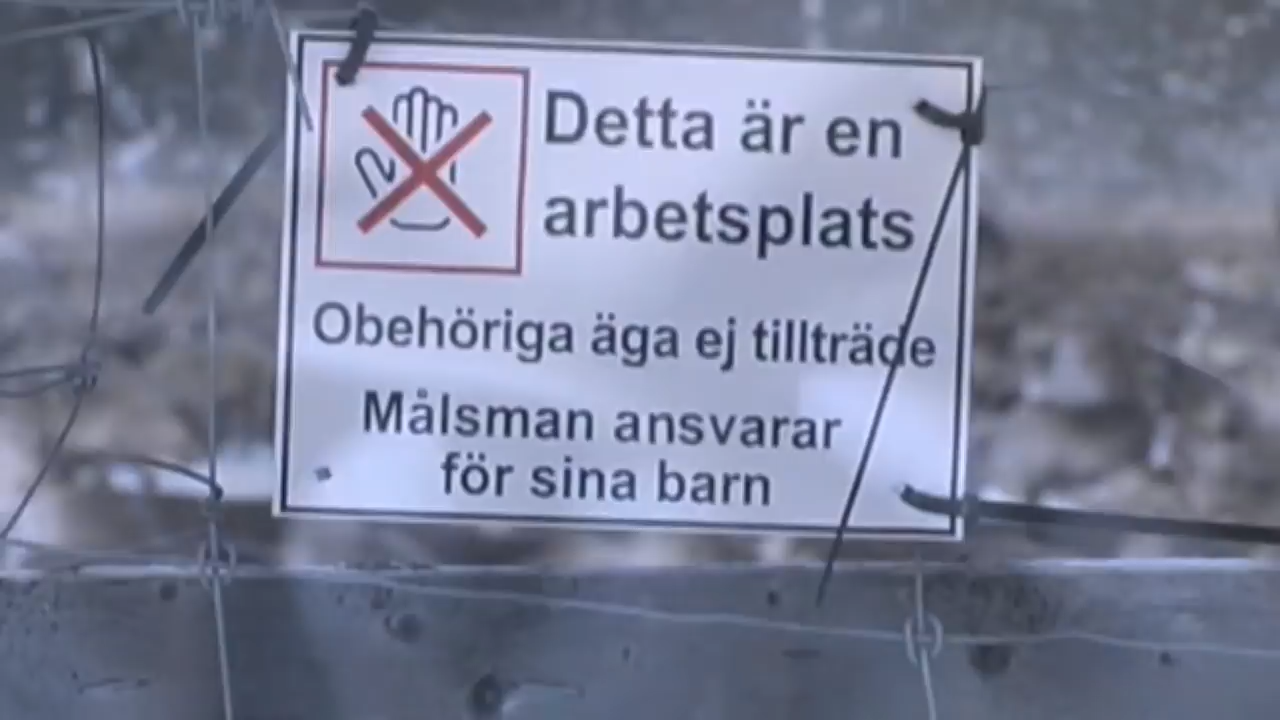 Detta är en
arbetsplats
Obehöriga äga ej tillträde
Målsman ansvarar
för sina barn